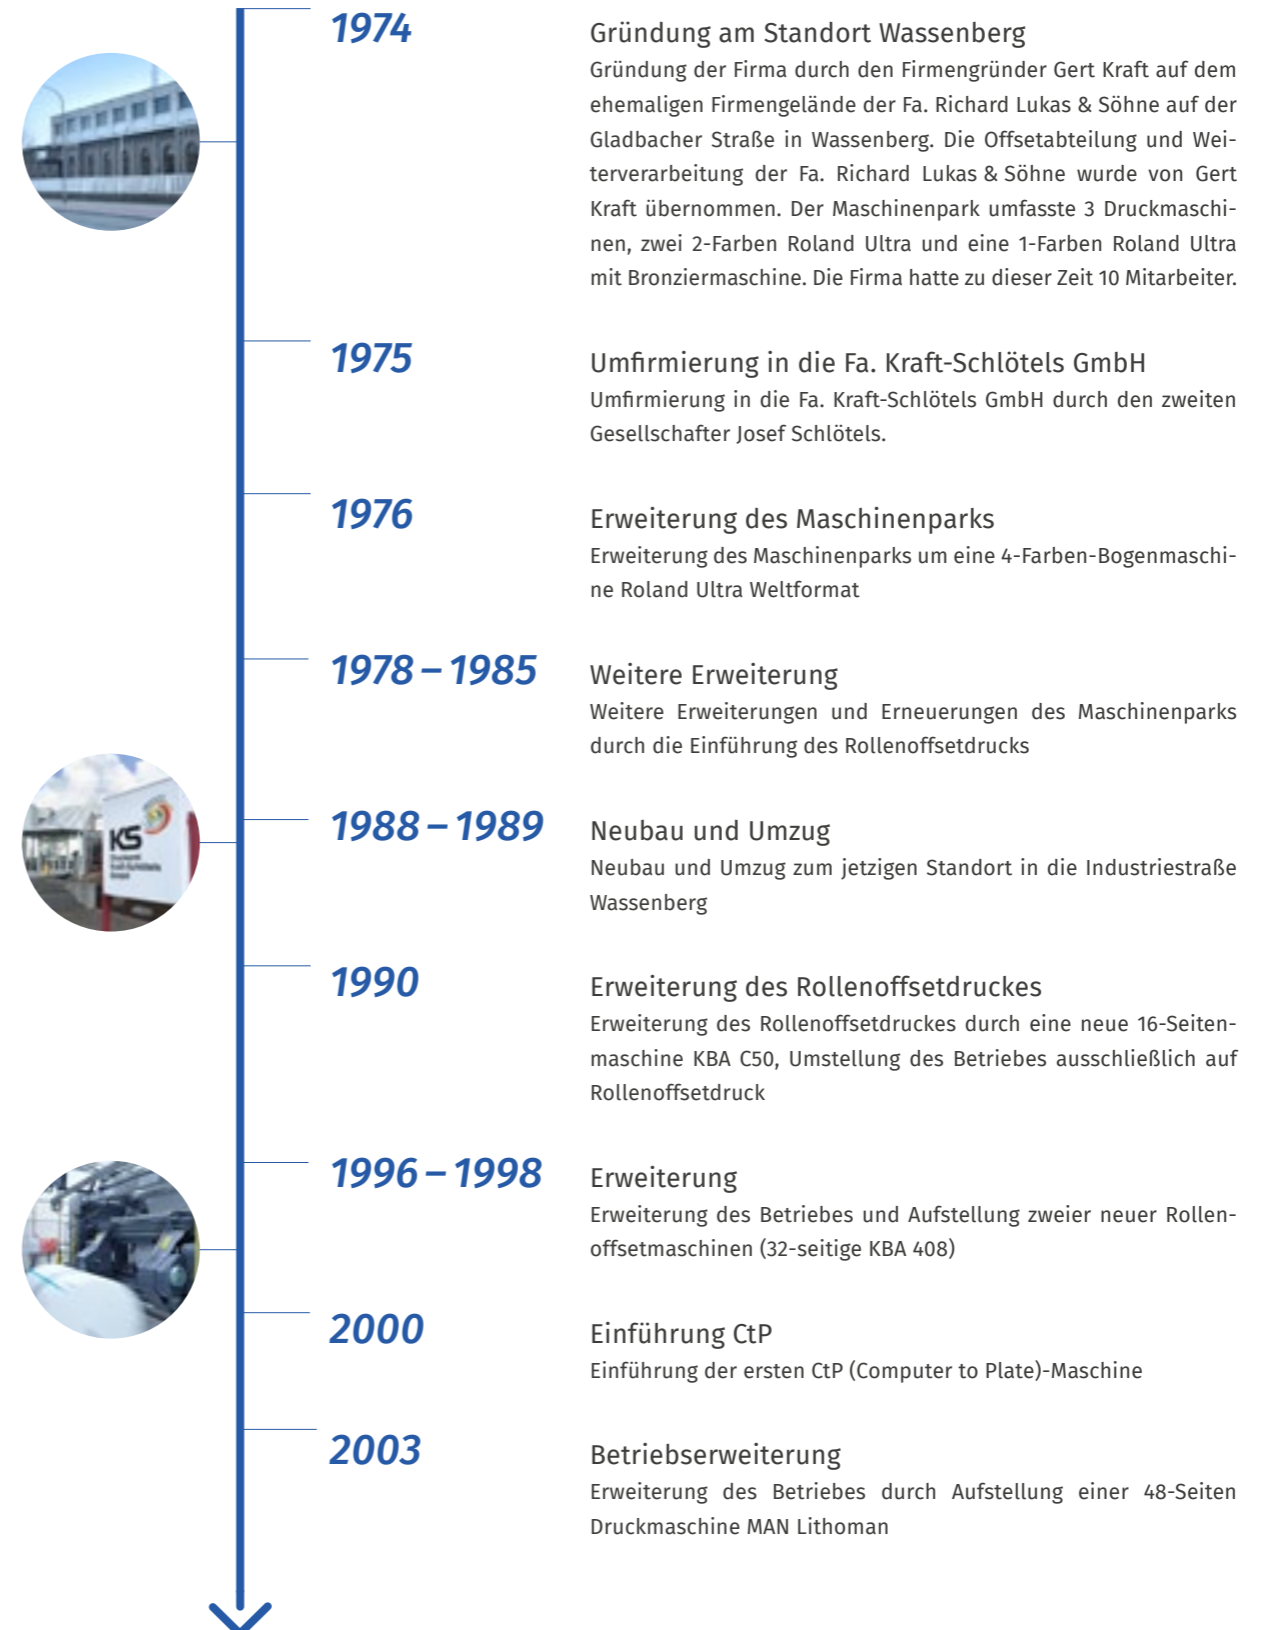 1974
Gründung am Standort Wassenberg
Gründung der Firma durch den Firmengründer Gert Kraft auf dem
ehemaligen Firmengelände der Fa. Richard Lukas & Söhne auf der
Gladbacher Straße in Wassenberg. Die Offsetabteilung und Wei-
terverarbeitung der Fa. Richard Lukas & Söhne wurde von Gert
Kraft übernommen. Der Maschinenpark umfasste 3 Druckmaschi-
nen, zwei 2-Farben Roland Ultra und eine 1-Farben Roland Ultra
mit Bronziermaschine. Die Firma hatte zu dieser Zeit 10 Mitarbeiter.
1975
Umfirmierung in die Fa. Kraft-Schlötels GmbH
Umfirmierung in die Fa. Kraft-Schlötels GmbH durch den zweiten
Gesellschafter Josef Schlötels.
1976
Erweiterung des Maschinenparks
Erweiterung des Maschinenparks um eine 4-Farben-Bogenmaschi-
ne Roland Ultra Weltformat
1978 – 1985
Weitere Erweiterung
Weitere Erweiterungen und Erneuerungen des Maschinenparks
durch die Einführung des Rollenoffsetdrucks
KS
1988 – 1989
Neubau und Umzug
Neubau und Umzug zum jetzigen Standort in die Industriestraße
Wassenberg
1990
Erweiterung des Rollenoffsetdruckes
Erweiterung des Rollenoffsetdruckes durch eine neue 16-Seiten-
maschine KBA C50, Umstellung des Betriebes ausschließlich auf
Rollenoffsetdruck
1996 – 1998
Erweiterung
Erweiterung des Betriebes und Aufstellung zweier neuer Rollen-
offsetmaschinen (32-seitige KBA 408)
2000
Einführung CtP
Einführung der ersten CtP (Computer to Plate)-Maschine
2003
Betriebserweiterung
Erweiterung des Betriebes durch Aufstellung einer 48-Seiten
Druckmaschine MAN Lithoman